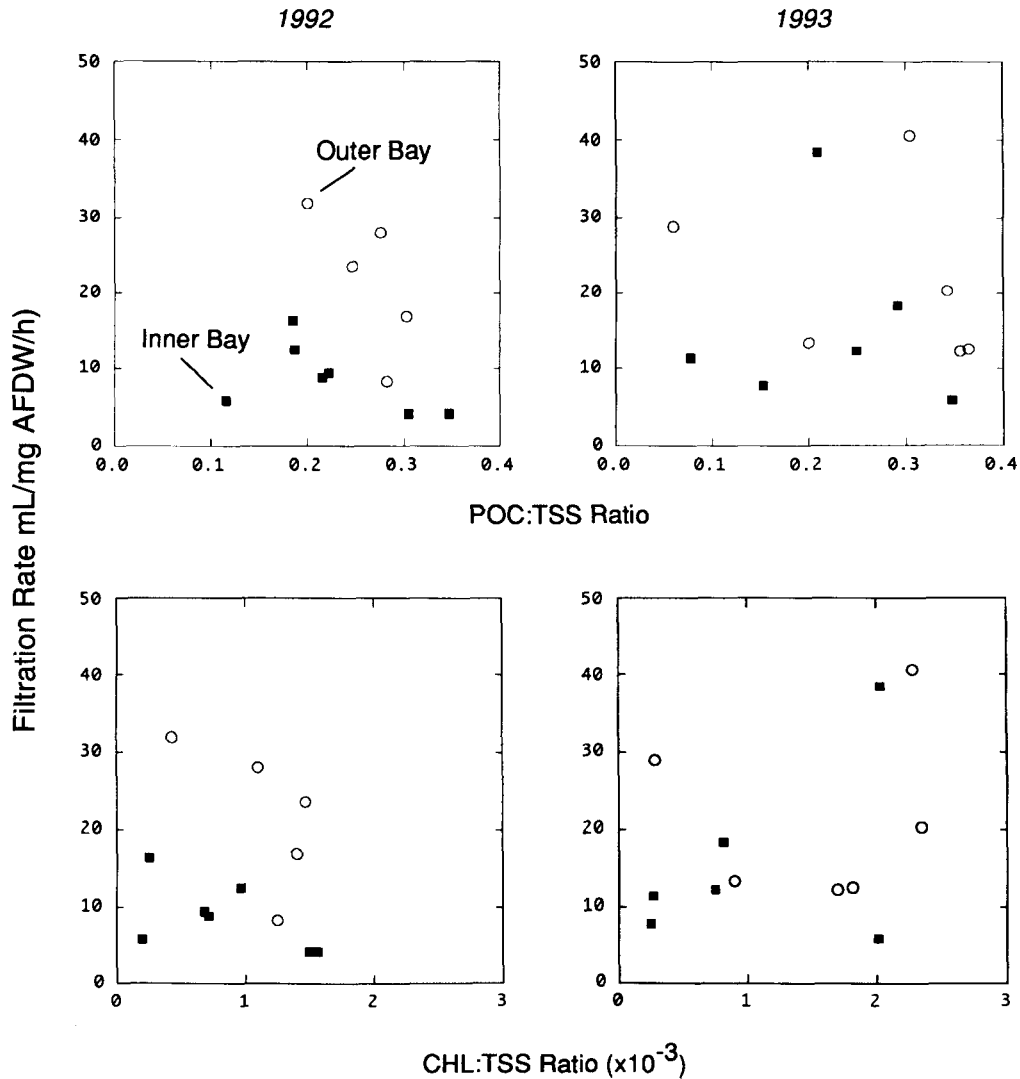 1992 1993
50 50
40 40
Outer Bay
30 30
20 20
Inner Bay
10 10
0 0
0.0 0.1 0.2 0.3 0.4 0.0 0.1 0.2 0.3 0.4
POC:TSS Ratio
Filtration Rate mL/mg AFDW/h)
50 50
40 40
30 30
20 20
10 10
0 0
0 1 2 3 0 1 2 3
CHL:TSS Ratio (x10⁻³)